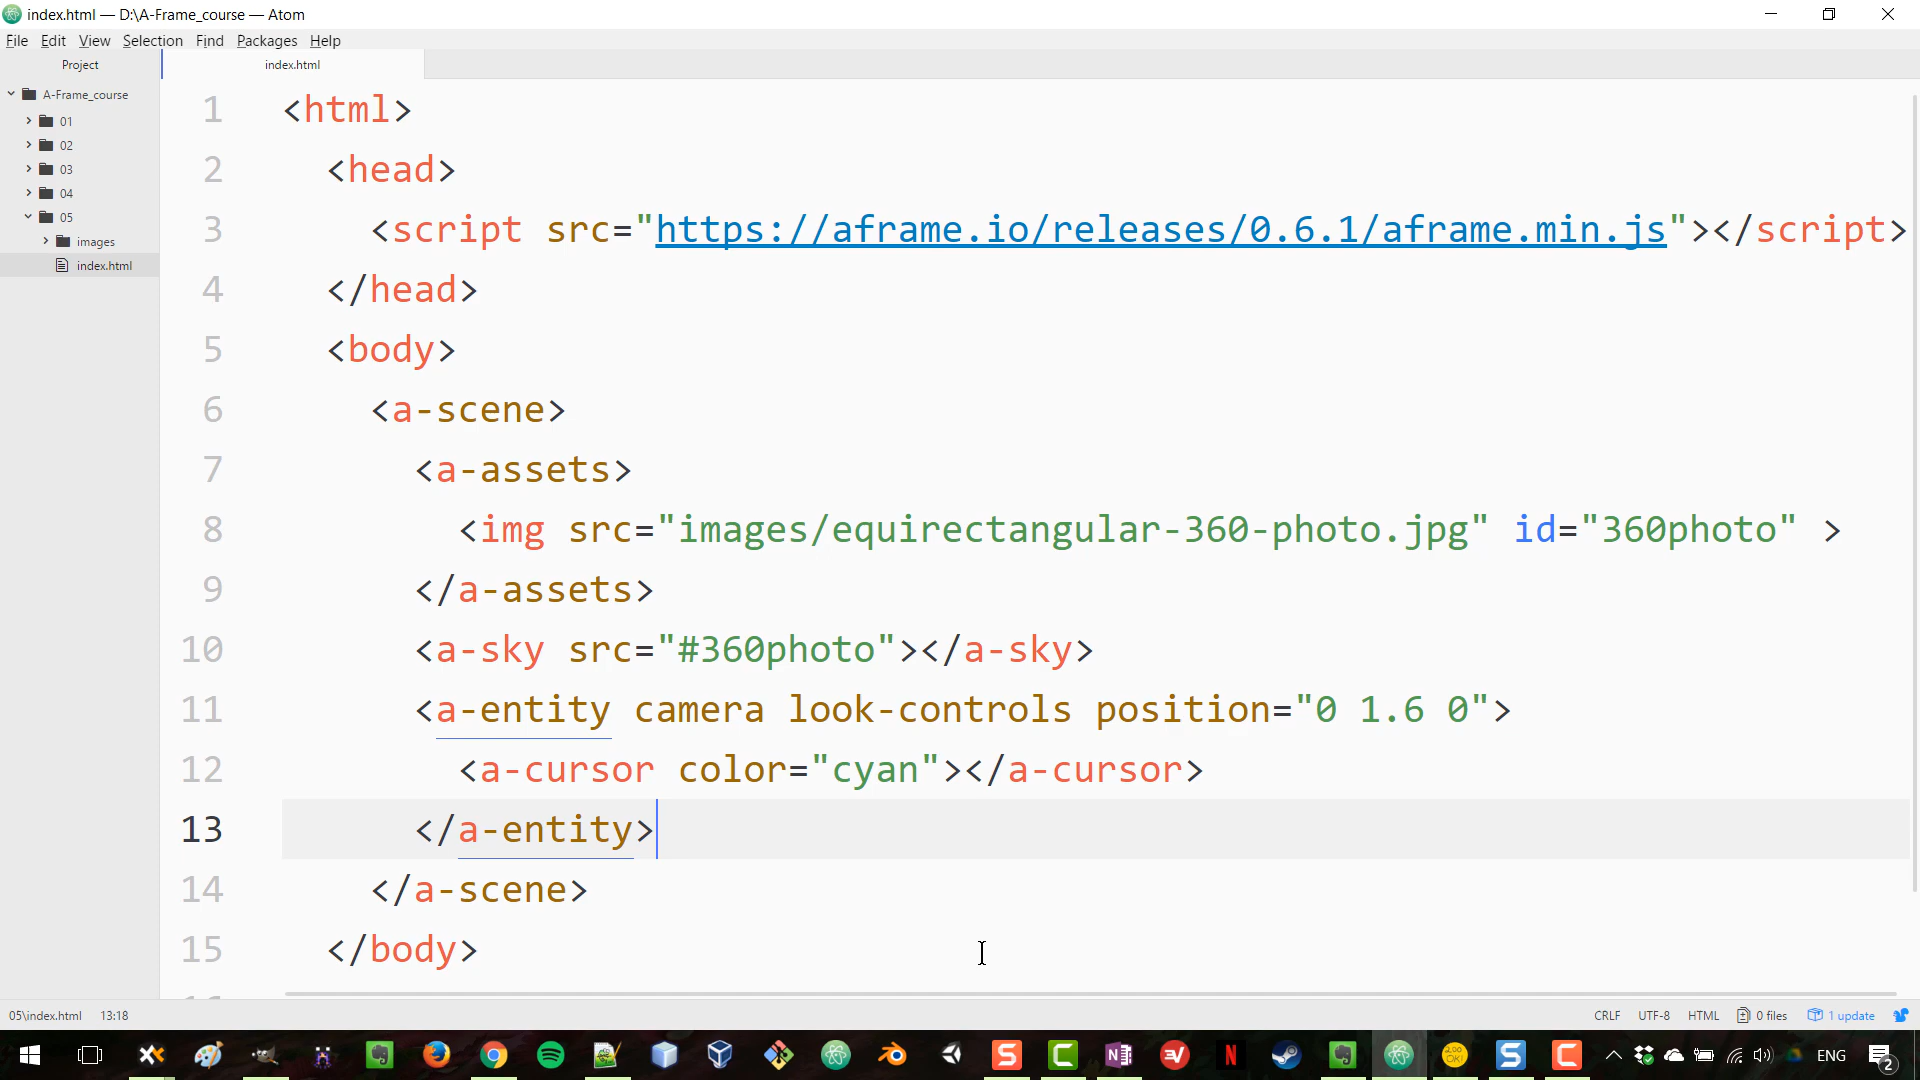 index.html — D:\A-Frame_course — Atom
File Edit View Selection Find Packages Help
Project
index.html
A-Frame_course
01
02
03
04
05
images
index.html
1 <html>
2 <head>
3 <script src="https://aframe.io/releases/0.6.1/aframe.min.js"></script>
4 </head>
5 <body>
6 <a-scene>
7 <a-assets>
8 <img src="images/equirectangular-360-photo.jpg" id="360photo" >
9 </a-assets>
10 <a-sky src="#360photo"></a-sky>
11 <a-entity camera look-controls position="0 1.6 0">
12 <a-cursor color="cyan"></a-cursor>
13 </a-entity>
14 </a-scene>
15 </body>
05\index.html 13:18 CRLF UTF-8 HTML 0 files 1 update
ENG
2